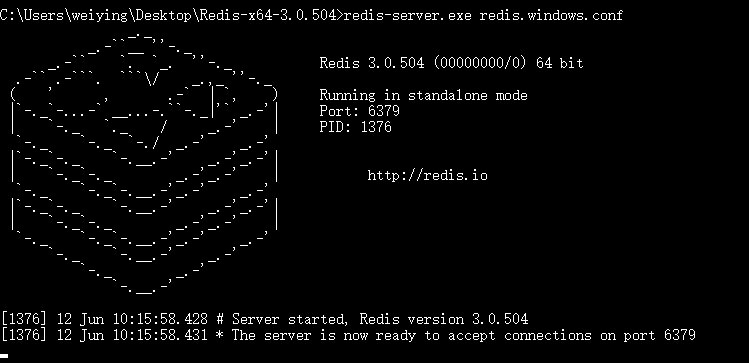 C:\Users\weiying\Desktop\Redis-x64-3.0.504>redis-server.exe redis.windows.conf
Redis 3.0.504 (00000000/0) 64 bit
Running in standalone mode
Port: 6379
PID: 1376
http://redis.io
[1376] 12 Jun 10:15:58.428 # Server started, Redis version 3.0.504
[1376] 12 Jun 10:15:58.431 * The server is now ready to accept connections on port 6379